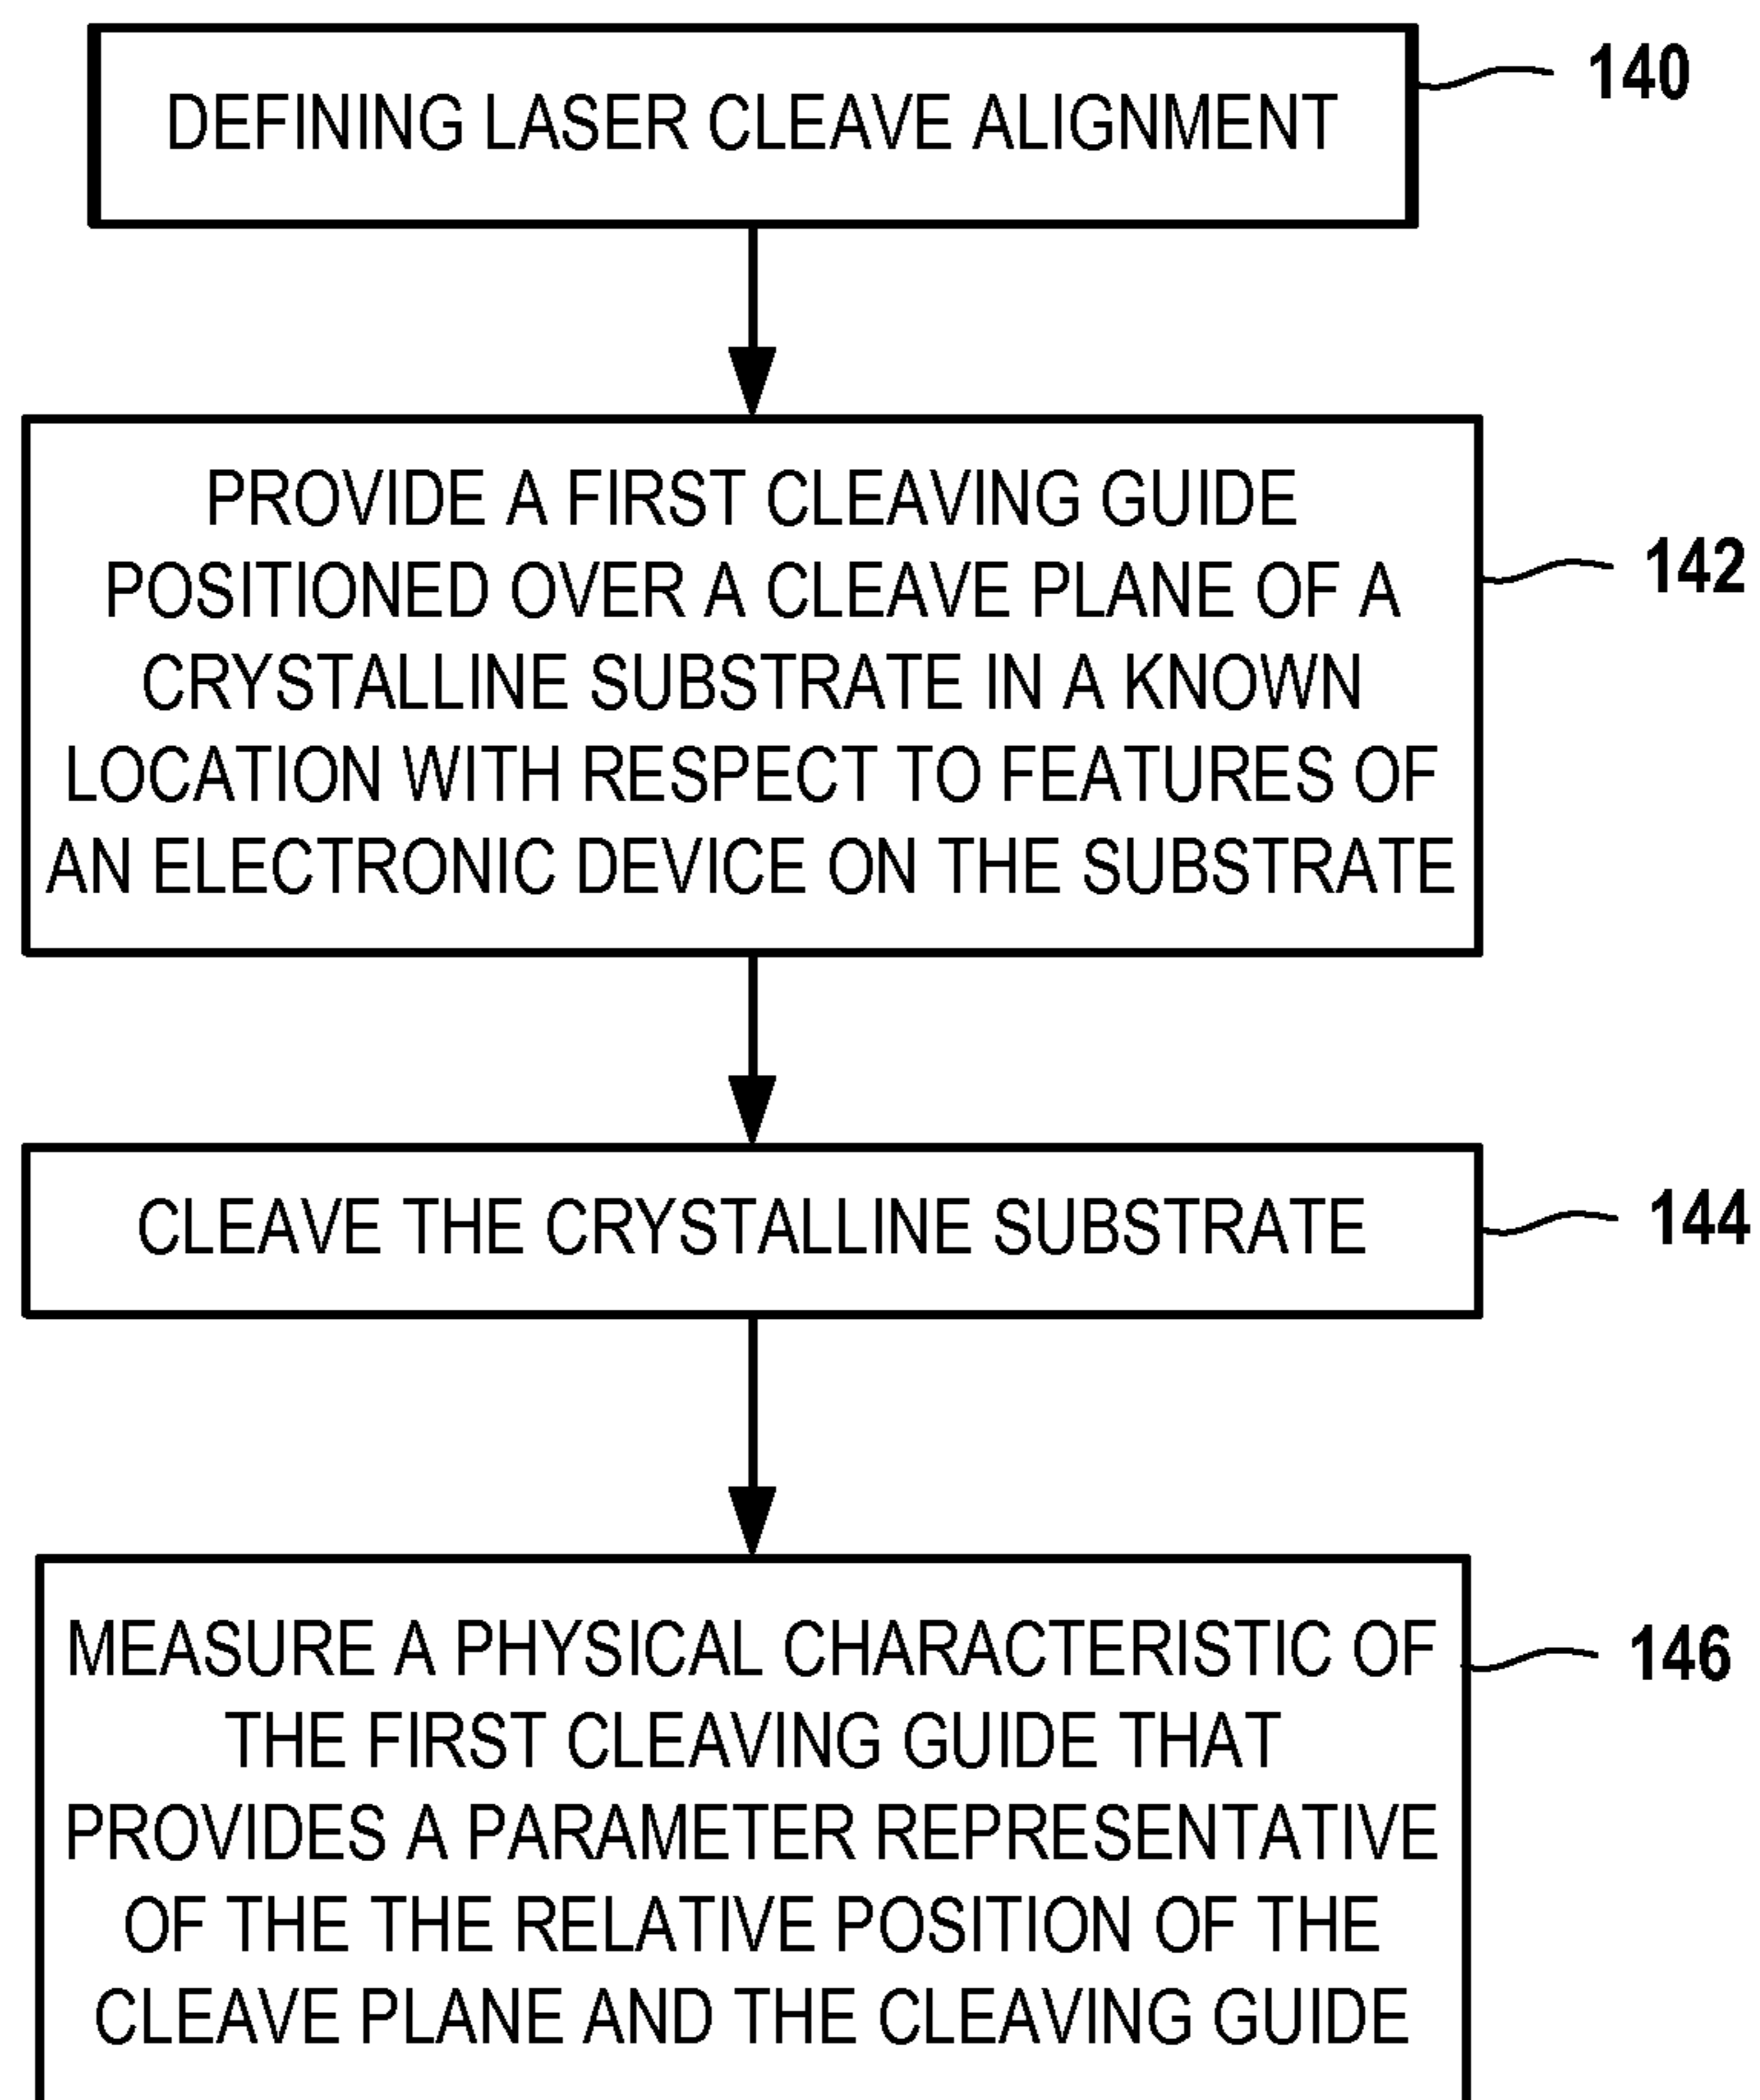 DEFINING LASER CLEAVE ALIGNMENT
140
PROVIDE A FIRST CLEAVING GUIDE
POSITIONED OVER A CLEAVE PLANE OF A
CRYSTALLINE SUBSTRATE IN A KNOWN
LOCATION WITH RESPECT TO FEATURES OF
AN ELECTRONIC DEVICE ON THE SUBSTRATE
142
CLEAVE THE CRYSTALLINE SUBSTRATE
144
MEASURE A PHYSICAL CHARACTERISTIC OF
THE FIRST CLEAVING GUIDE THAT
PROVIDES A PARAMETER REPRESENTATIVE
OF THE THE RELATIVE POSITION OF THE
CLEAVE PLANE AND THE CLEAVING GUIDE
146